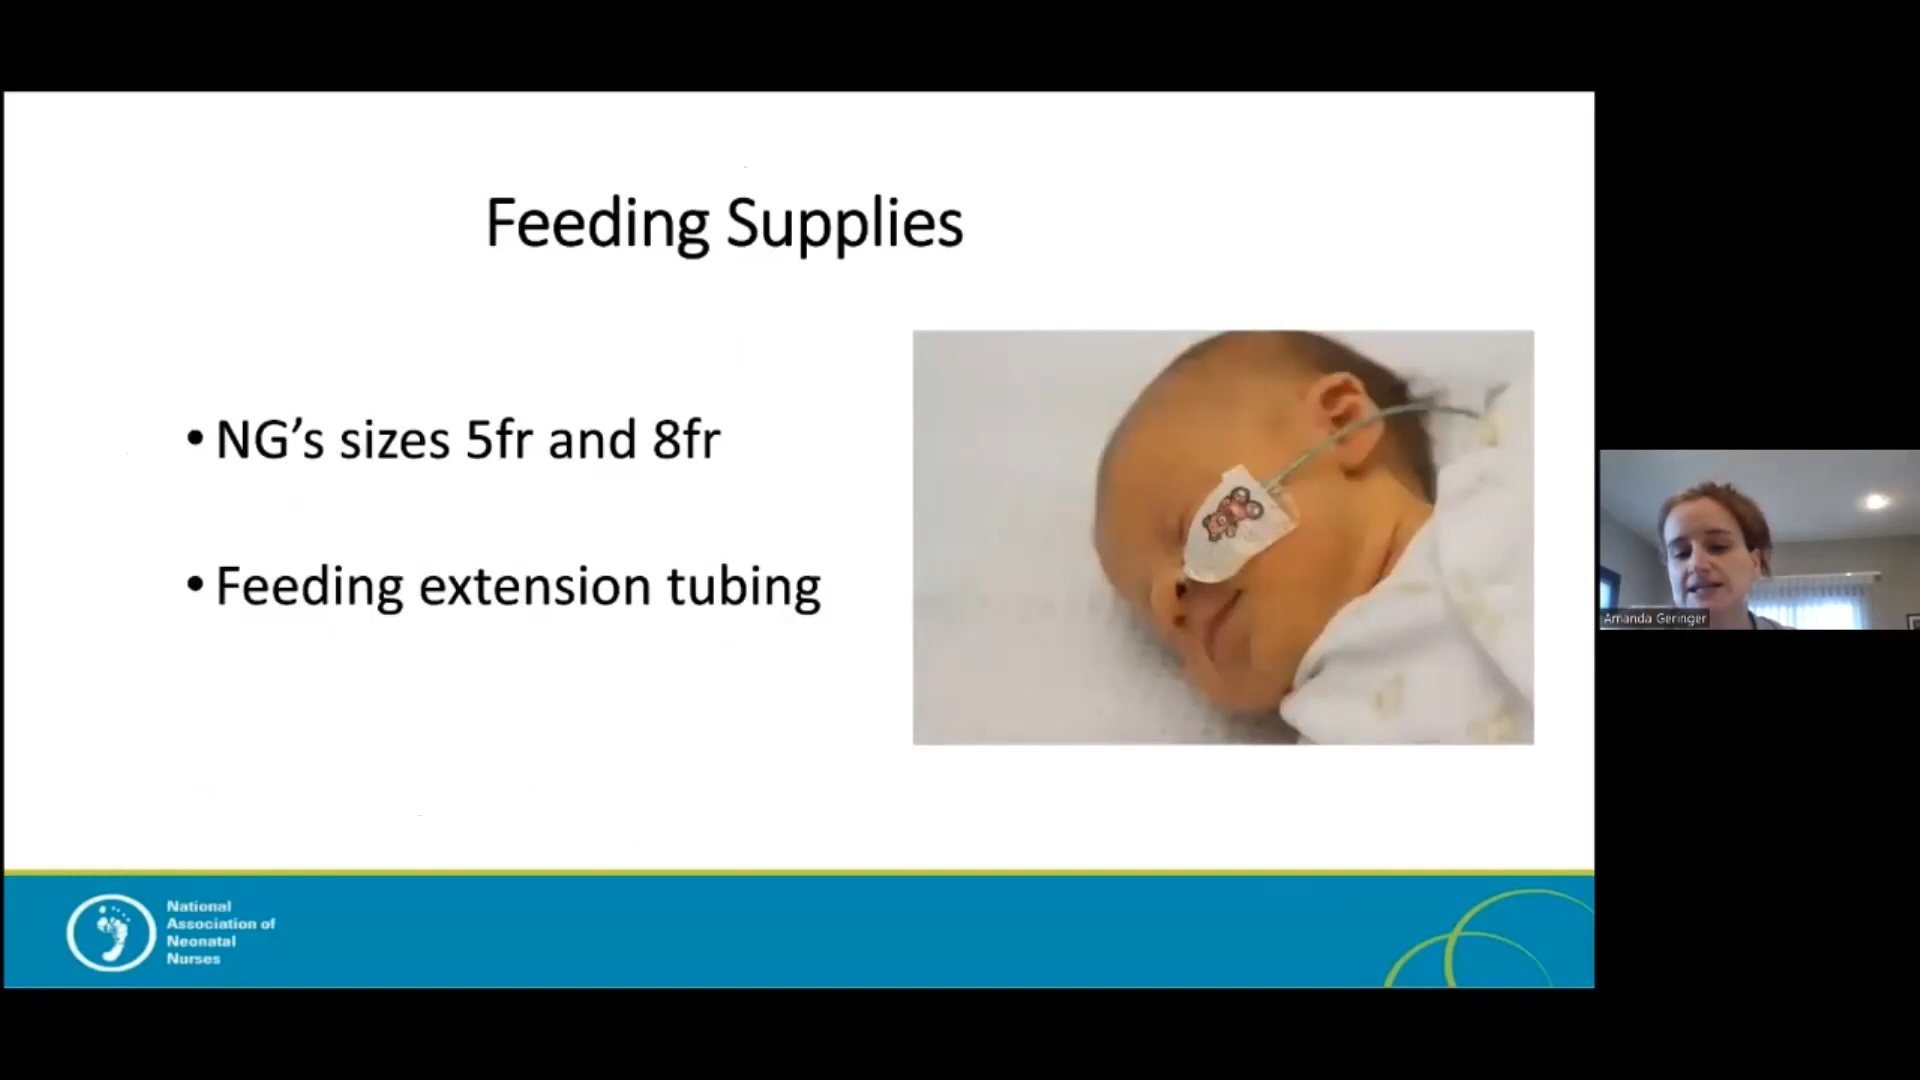 Feeding Supplies
• NG’s sizes 5fr and 8fr
• Feeding extension tubing
Amanda Geringer
National
Association of
Neonatal
Nurses